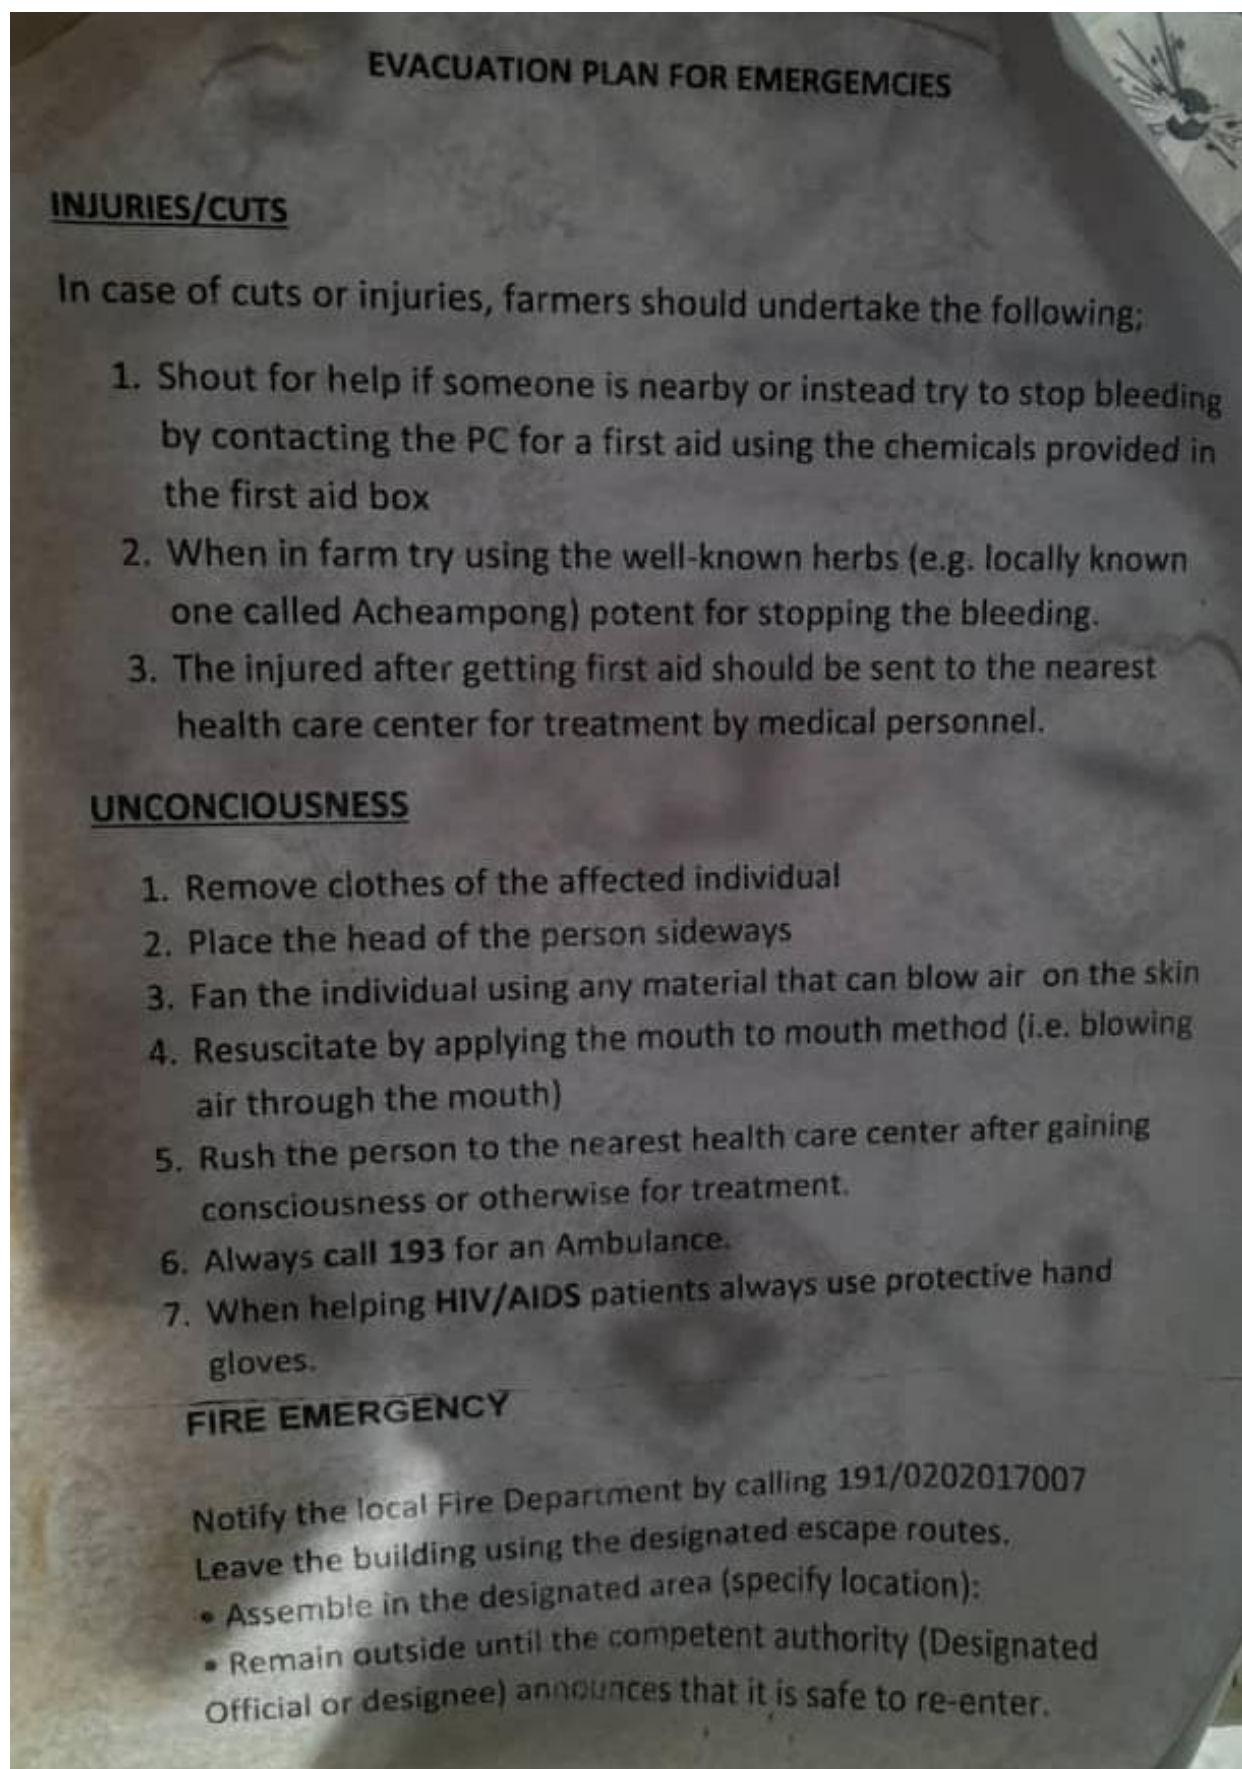 EVACUATION PLAN FOR EMERGEMCIES
INJURIES/CUTS
In case of cuts or injuries, farmers should undertake the following;
1. Shout for help if someone is nearby or instead try to stop bleeding
by contacting the PC for a first aid using the chemicals provided in
the first aid box
2. When in farm try using the well-known herbs (e.g. locally known
one called Acheampong) potent for stopping the bleeding.
3. The injured after getting first aid should be sent to the nearest
health care center for treatment by medical personnel.
UNCONCIOUSNESS
1. Remove clothes of the affected individual
2. Place the head of the person sideways
3. Fan the individual using any material that can blow air on the skin
4. Resuscitate by applying the mouth to mouth method (i.e. blowing
air through the mouth)
5. Rush the person to the nearest health care center after gaining
consciousness or otherwise for treatment.
6. Always call 193 for an Ambulance.
7. When helping HIV/AIDS patients always use protective hand
gloves.
FIRE EMERGENCY
Notify the local Fire Department by calling 191/0202017007
Leave the building using the designated escape routes.
• Assemble in the designated area (specify location):
• Remain outside until the competent authority (Designated
Official or designee) announces that it is safe to re-enter.